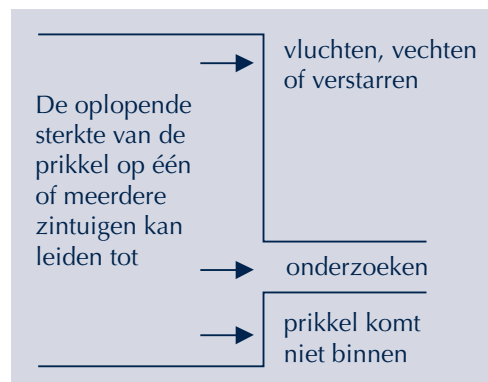 vluchten, vechten
of verstarren
De oplopende
sterkte van de
prikkel op één
of meerdere
zintuigen kan
leiden tot
onderzoeken
prikkel komt
niet binnen